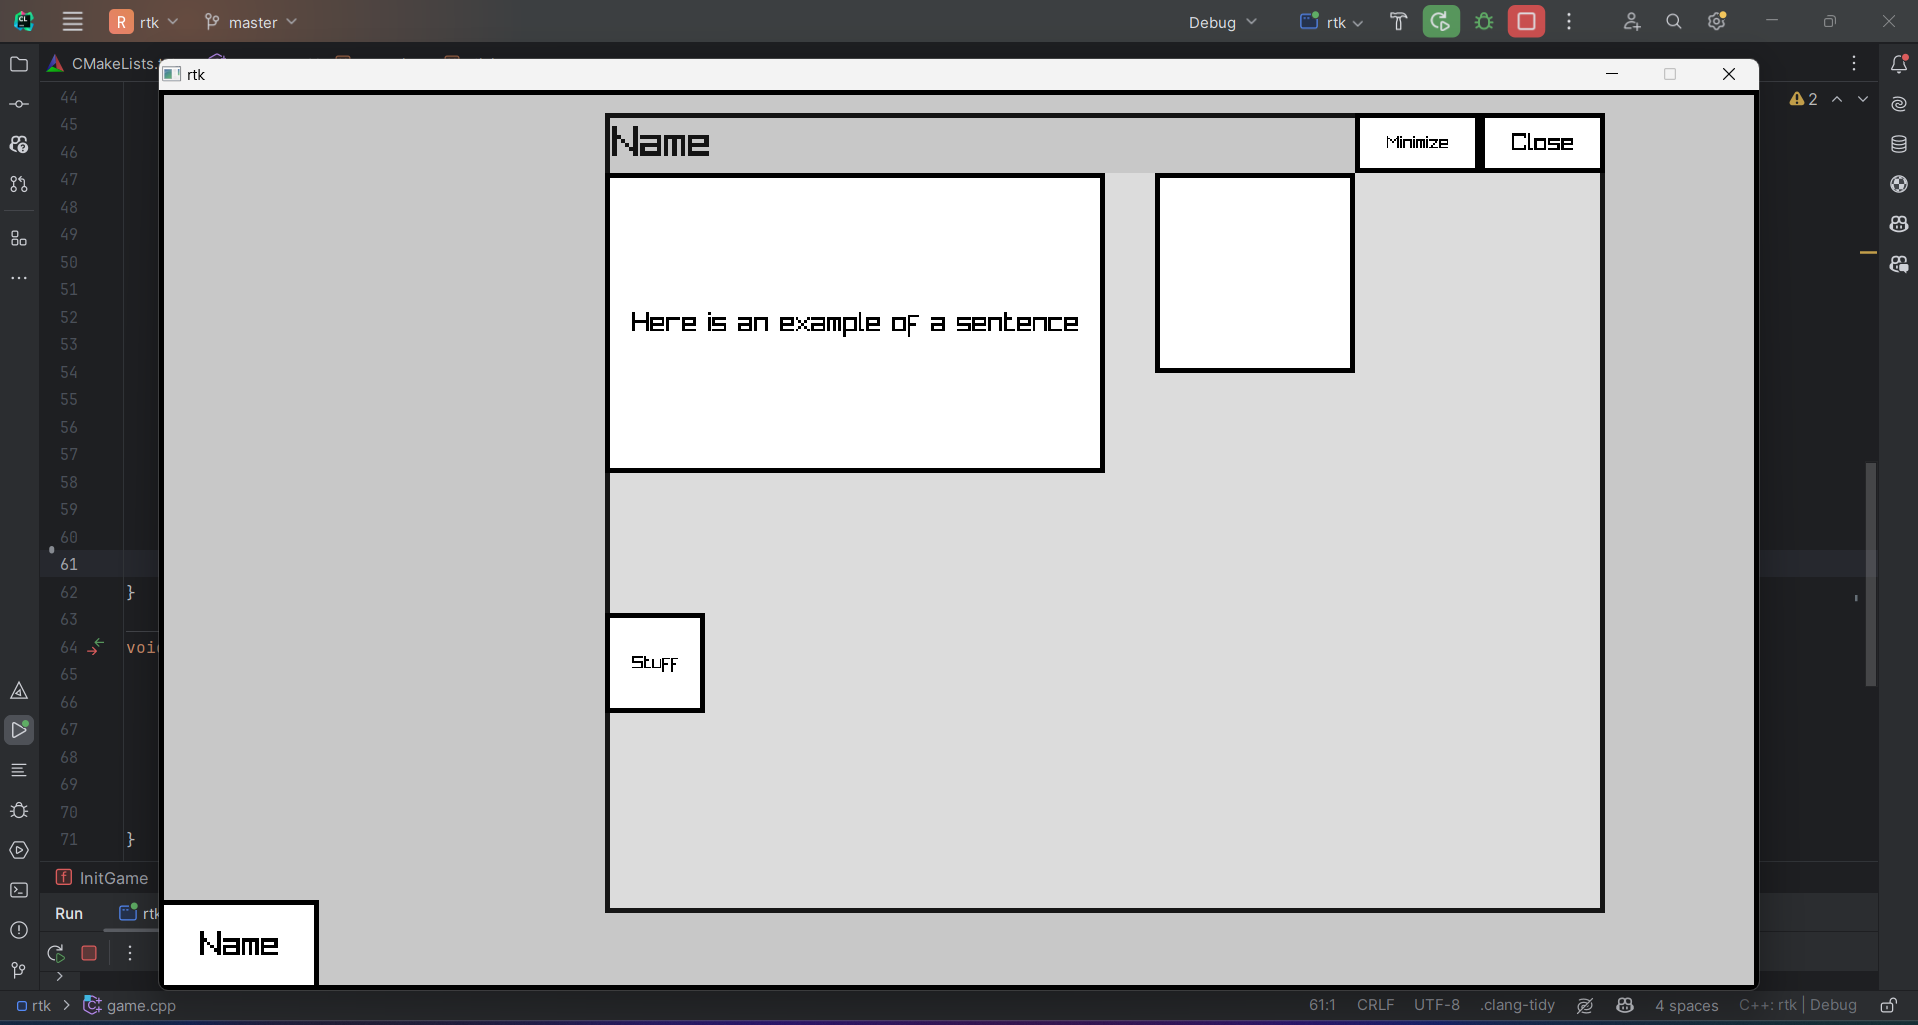 R rtk master Debug rtk
CMakeLists.t
rtk
2
Name Minimize Close
Here is an example of a sentence
Stuff
Name
44
45
46
47
48
49
50
51
52
53
54
55
56
57
58
59
60
61
62 }
63
64 voi
65
66
67
68
69
70
71 }
InitGame
Run rtk
rtk > game.cpp 61:1 CRLF UTF-8 .clang-tidy 4 spaces C++: rtk | Debug